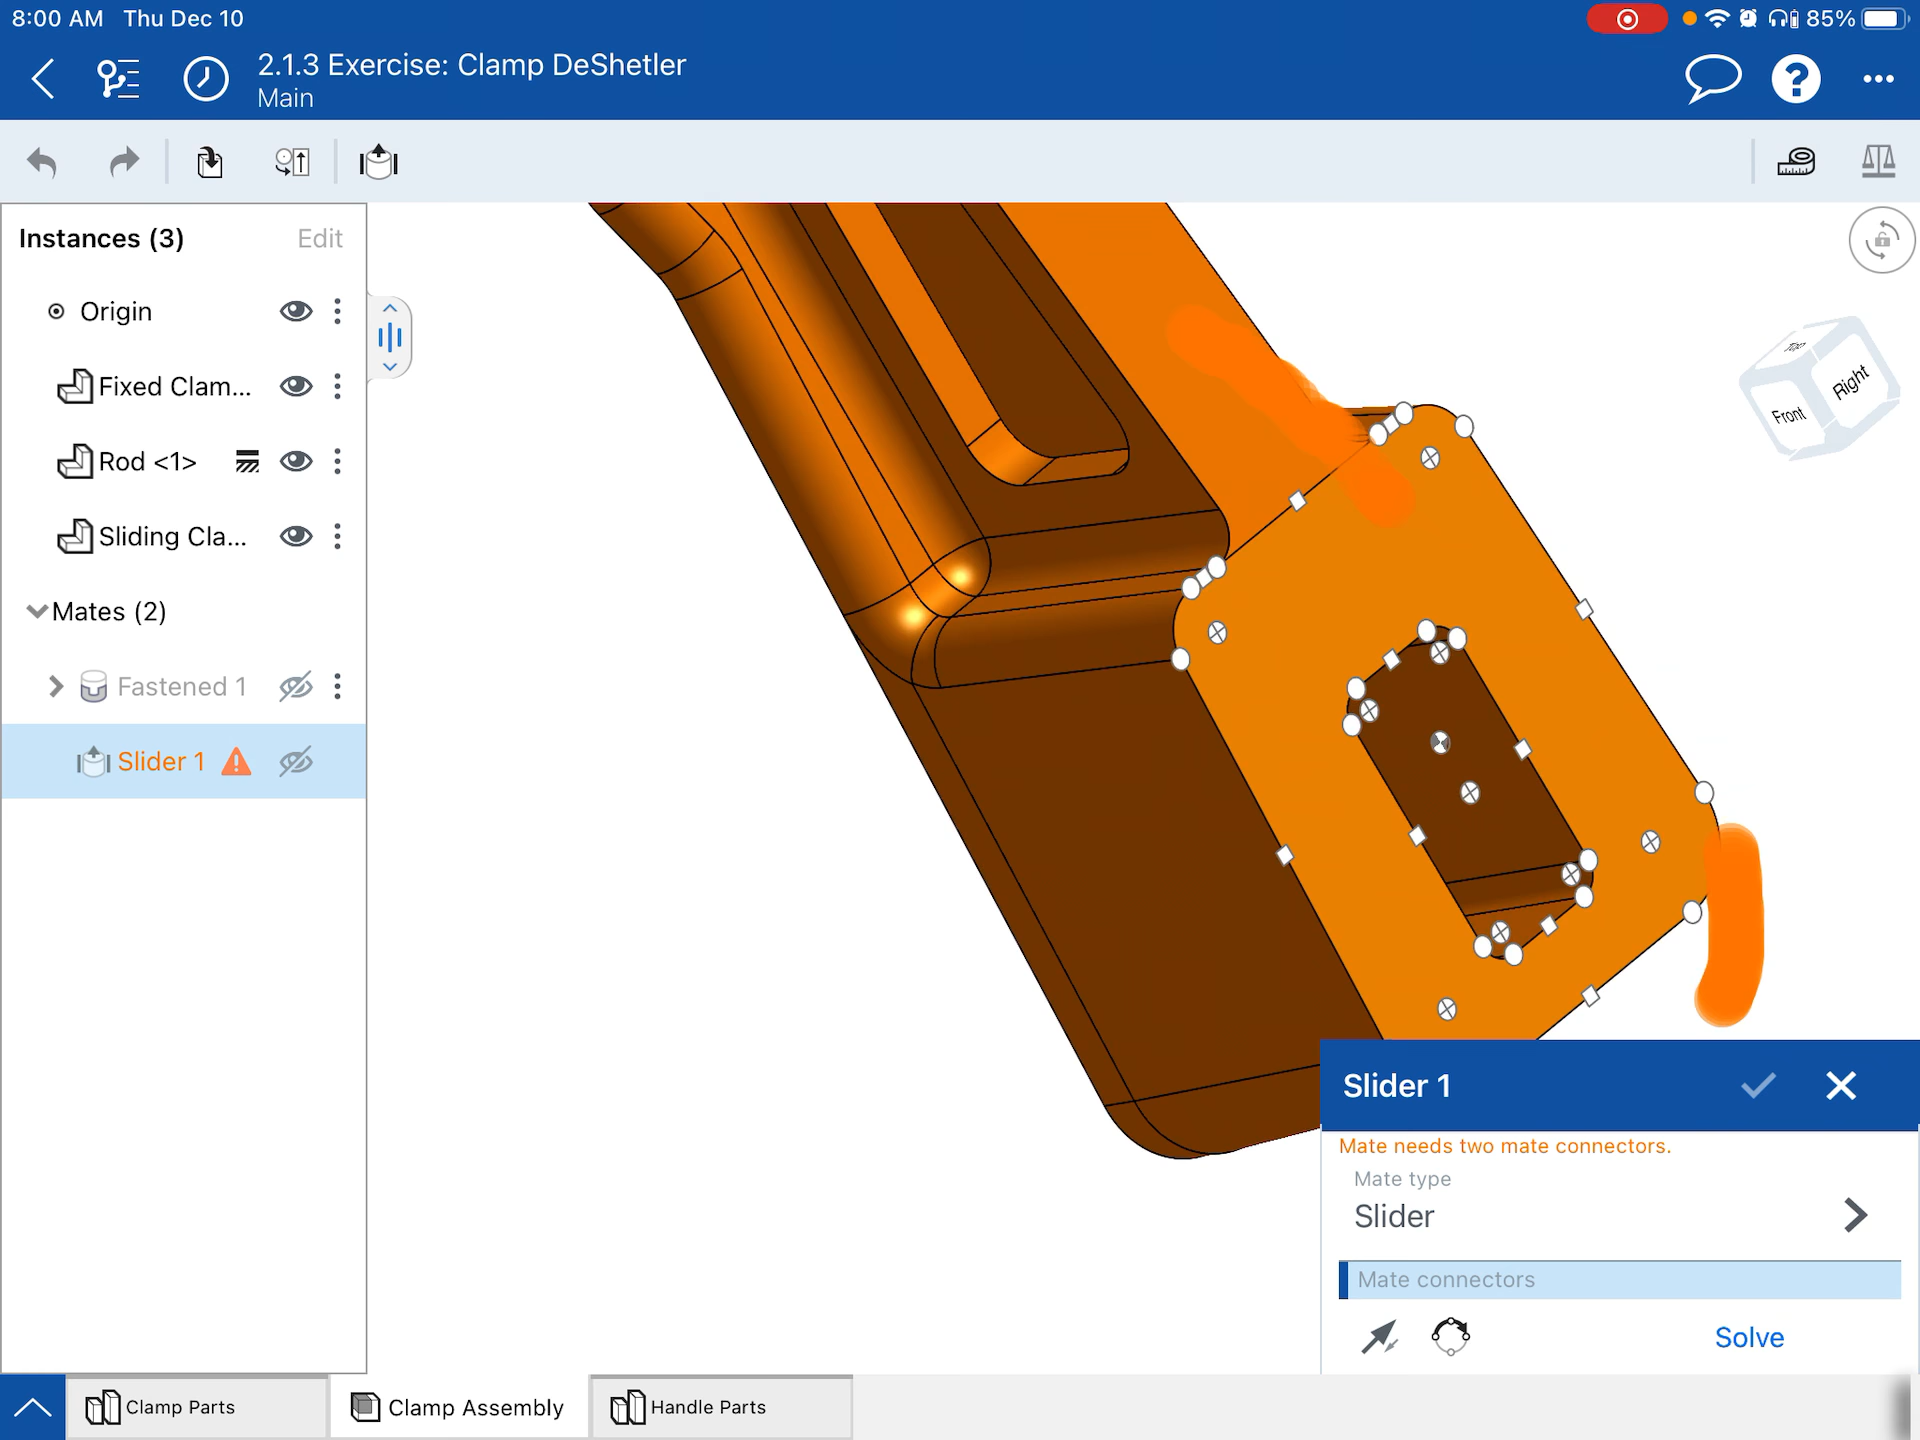 8:00 AM Thu Dec 10
85%
2.1.3 Exercise: Clamp DeShetler
Main
Instances (3)
Edit
Origin
Fixed Clam...
Rod <1>
Sliding Cla...
Mates (2)
Fastened 1
Slider 1
Top
Front
Right
Slider 1
Mate needs two mate connectors.
Mate type
Slider
Mate connectors
Solve
Clamp Parts
Clamp Assembly
Handle Parts